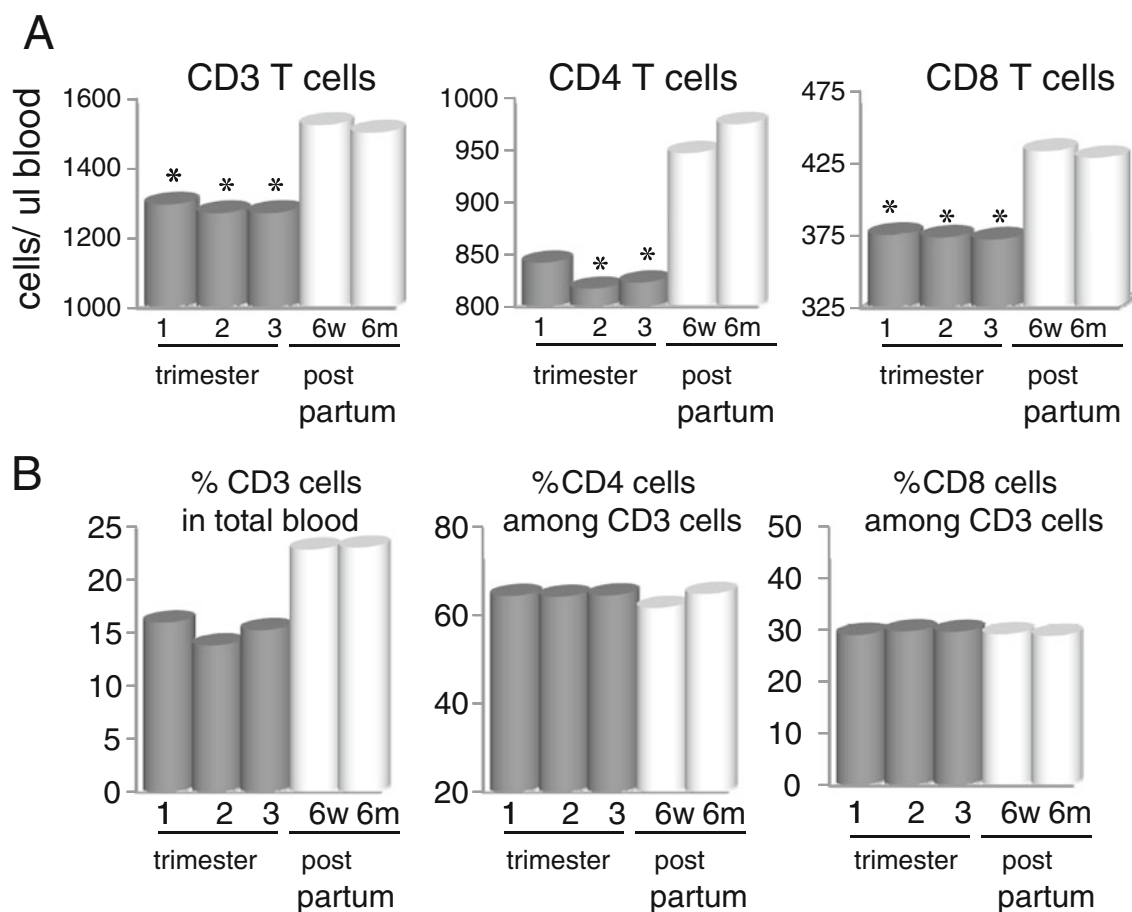 A
CD3 T cells
CD4 T cells
CD8 T cells
cells/ ul blood
1600
1400
1200
1000
* * *
1 2 3 6w 6m
trimester post
partum
1000
950
900
850
800
* *
1 2 3 6w 6m
trimester post
partum
475
425
375
325
* * *
1 2 3 6w 6m
trimester post
partum
B
% CD3 cells
in total blood
25
20
15
10
5
0
1 2 3 6w 6m
trimester post
partum
%CD4 cells
among CD3 cells
80
60
40
20
1 2 3 6w 6m
trimester post
partum
%CD8 cells
among CD3 cells
50
40
30
20
10
0
1 2 3 6w 6m
trimester post
partum